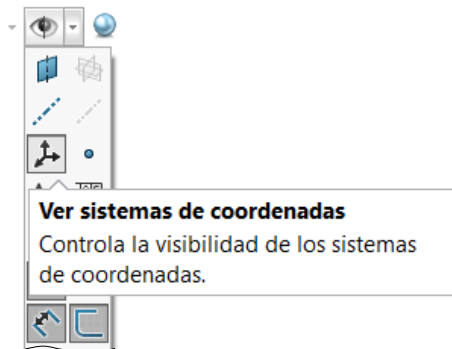 Ver sistemas de coordenadas
Controla la visibilidad de los sistemas
de coordenadas.